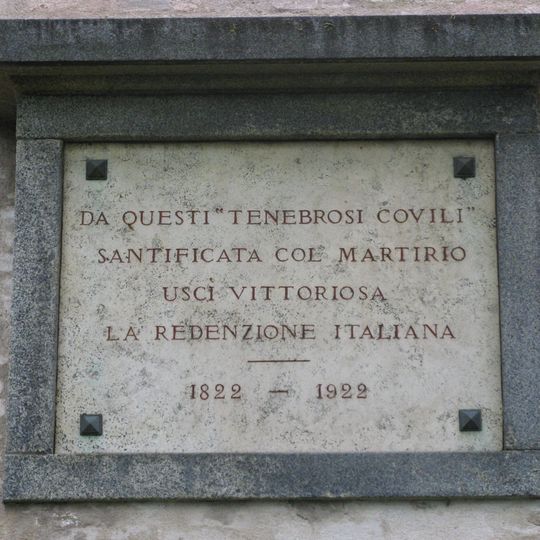 DA QUESTI "TENEBROSI COVILI"
SANTIFICATA COL MARTIRIO
USCÌ VITTORIOSA
LA REDENZIONE ITALIANA
1822 — 1922